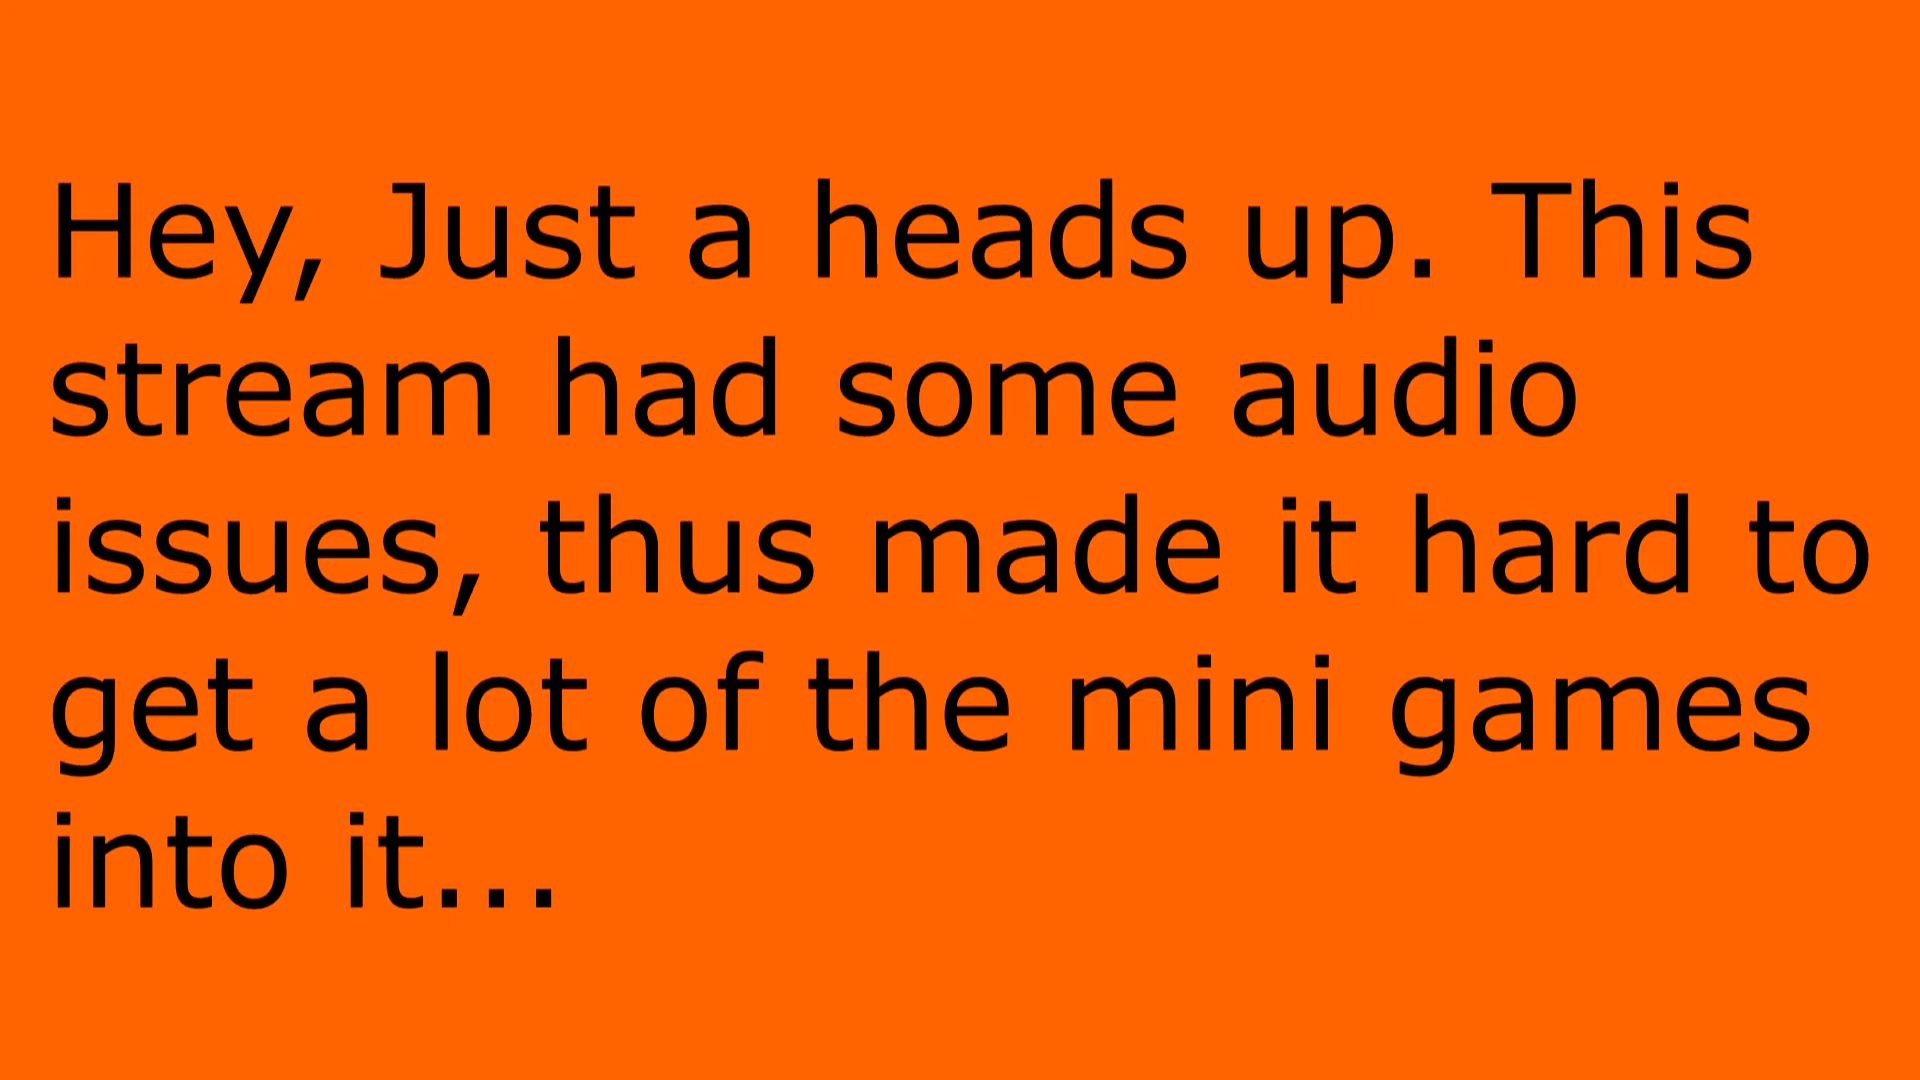 Hey, Just a heads up. This
stream had some audio
issues, thus made it hard to
get a lot of the mini games
into it...